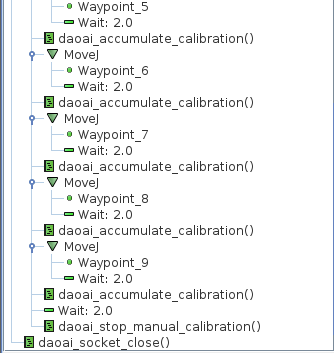 Waypoint_5
Wait: 2.0
daoai_accumulate_calibration()
MoveJ
Waypoint_6
Wait: 2.0
daoai_accumulate_calibration()
MoveJ
Waypoint_7
Wait: 2.0
daoai_accumulate_calibration()
MoveJ
Waypoint_8
Wait: 2.0
daoai_accumulate_calibration()
MoveJ
Waypoint_9
Wait: 2.0
daoai_accumulate_calibration()
Wait: 2.0
daoai_stop_manual_calibration()
daoai_socket_close()